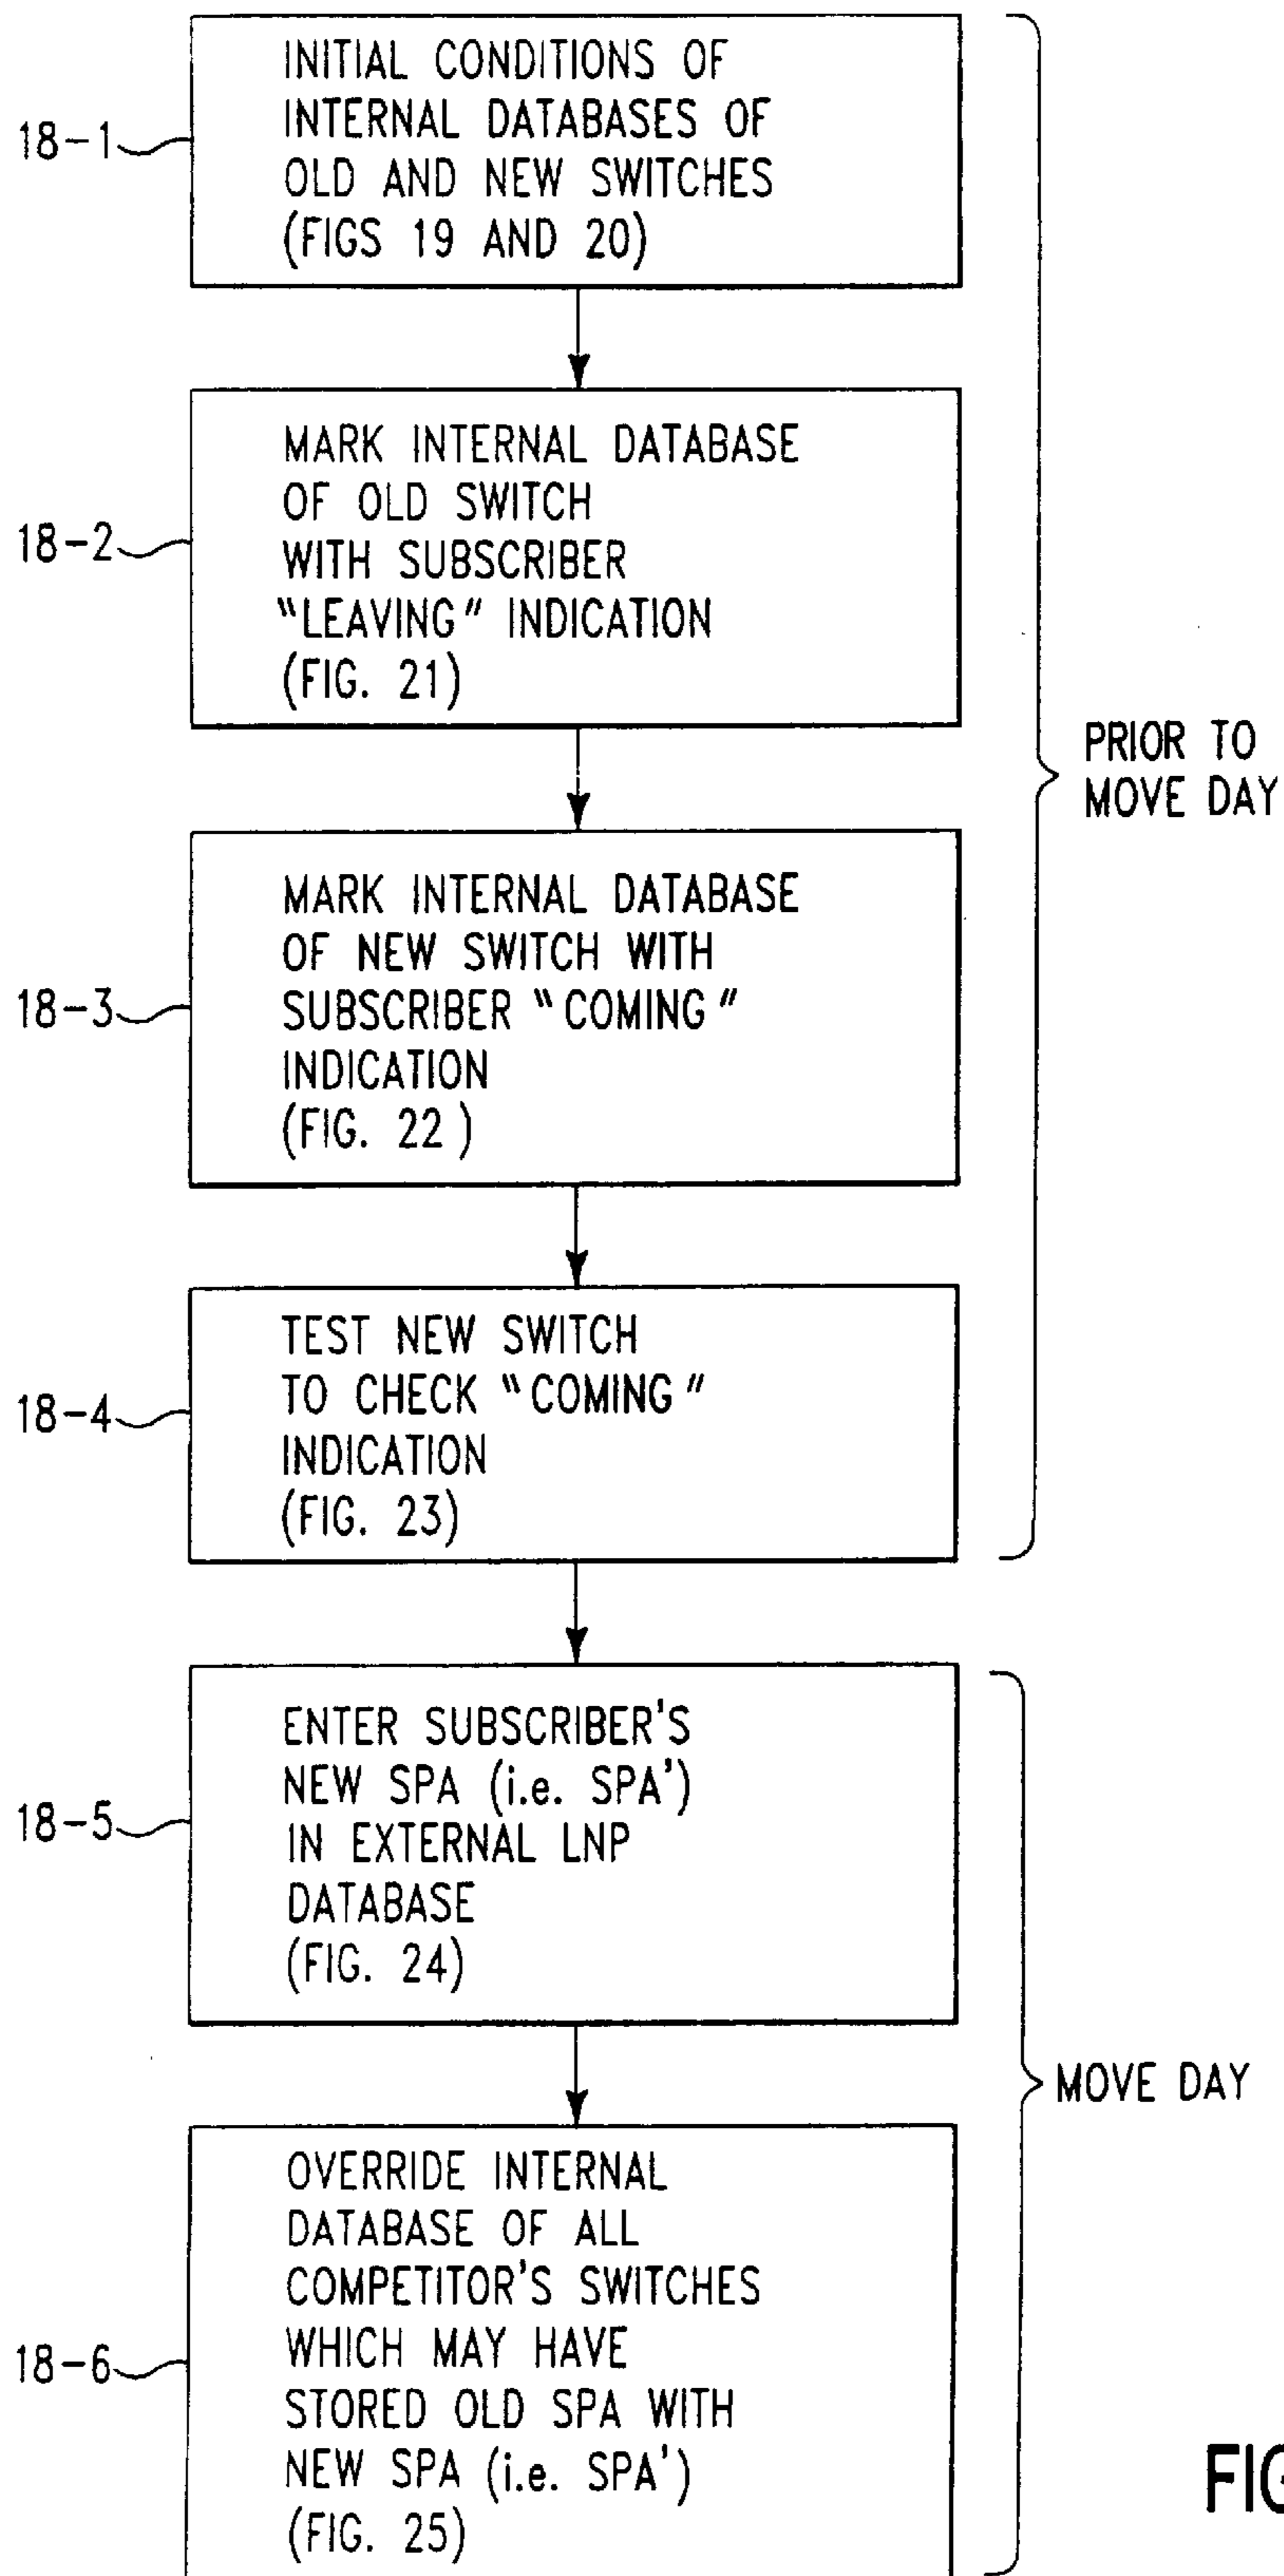 18-1
INITIAL CONDITIONS OF
INTERNAL DATABASES OF
OLD AND NEW SWITCHES
(FIGS 19 AND 20)
18-2
MARK INTERNAL DATABASE
OF OLD SWITCH
WITH SUBSCRIBER
"LEAVING" INDICATION
(FIG. 21)
PRIOR TO
MOVE DAY
18-3
MARK INTERNAL DATABASE
OF NEW SWITCH WITH
SUBSCRIBER "COMING"
INDICATION
(FIG. 22)
18-4
TEST NEW SWITCH
TO CHECK "COMING"
INDICATION
(FIG. 23)
18-5
ENTER SUBSCRIBER'S
NEW SPA (i.e. SPA')
IN EXTERNAL LNP
DATABASE
(FIG. 24)
MOVE DAY
18-6
OVERRIDE INTERNAL
DATABASE OF ALL
COMPETITOR'S SWITCHES
WHICH MAY HAVE
STORED OLD SPA WITH
NEW SPA (i.e. SPA')
(FIG. 25)